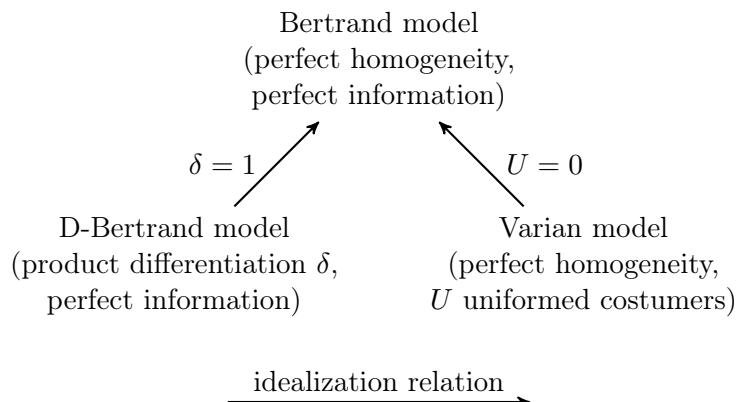 Bertrand model
(perfect homogeneity,
perfect information)
δ = 1
U = 0
D-Bertrand model
(product differentiation δ,
perfect information)
Varian model
(perfect homogeneity,
U uniformed costumers)
idealization relation